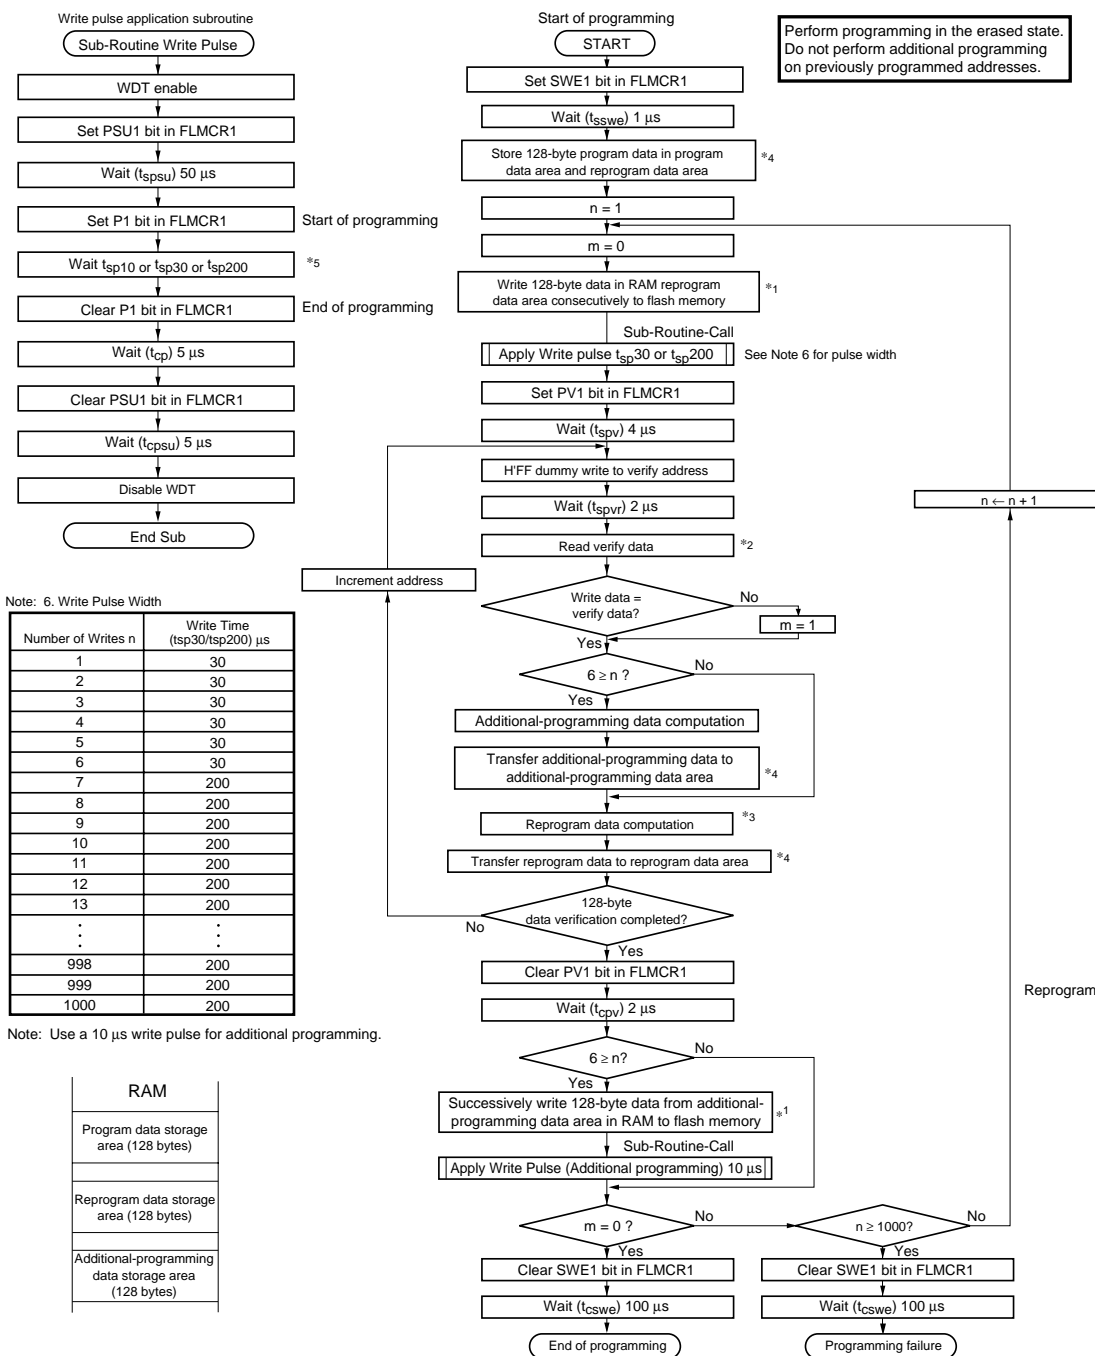 Write pulse application subroutine
Sub-Routine Write Pulse
WDT enable
Set PSU1 bit in FLMCR1
Wait (tspsu) 50 µs
Set P1 bit in FLMCR1
Start of programming
Wait tsp10 or tsp30 or tsp200
*5
Clear P1 bit in FLMCR1
End of programming
Wait (tcp) 5 µs
Clear PSU1 bit in FLMCR1
Wait (tcpsu) 5 µs
Disable WDT
End Sub
Note: 6. Write Pulse Width
Number of Writes n
Write Time
(tsp30/tsp200) µs
1 30
2 30
3 30
4 30
5 30
6 30
7 200
8 200
9 200
10 200
11 200
12 200
13 200
998 200
999 200
1000 200
Note: Use a 10 µs write pulse for additional programming.
RAM
Program data storage
area (128 bytes)
Reprogram data storage
area (128 bytes)
Additional-programming
data storage area
(128 bytes)
Start of programming
START
Perform programming in the erased state.
Do not perform additional programming
on previously programmed addresses.
Set SWE1 bit in FLMCR1
Wait (tsswe) 1 µs
Store 128-byte program data in program
data area and reprogram data area
*4
n = 1
m = 0
Write 128-byte data in RAM reprogram
data area consecutively to flash memory
*1
Sub-Routine-Call
Apply Write pulse tsp30 or tsp200
See Note 6 for pulse width
Set PV1 bit in FLMCR1
Wait (tspv) 4 µs
H'FF dummy write to verify address
Wait (tspvr) 2 µs
n ← n + 1
Read verify data
*2
Increment address
Write data =
verify data?
No
m = 1
Yes
6 ≥ n ?
No
Yes
Additional-programming data computation
Transfer additional-programming data to
additional-programming data area
*4
Reprogram data computation
*3
Transfer reprogram data to reprogram data area
*4
128-byte
data verification completed?
No
Yes
Clear PV1 bit in FLMCR1
Reprogram
Wait (tcpv) 2 µs
6 ≥ n?
No
Yes
Successively write 128-byte data from additional-
programming data area in RAM to flash memory
*1
Sub-Routine-Call
Apply Write Pulse (Additional programming) 10 µs
m = 0 ?
No
n ≥ 1000?
No
Yes
Yes
Clear SWE1 bit in FLMCR1
Clear SWE1 bit in FLMCR1
Wait (tcswe) 100 µs
Wait (tcswe) 100 µs
End of programming
Programming failure